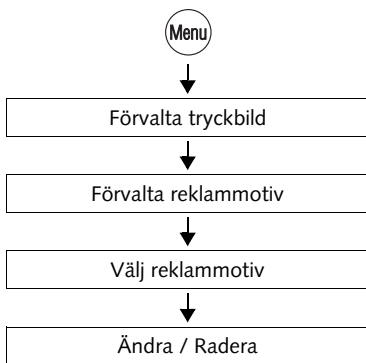 Menu
Förvalta tryckbild
Förvalta reklammotiv
Välj reklammotiv
Ändra / Radera